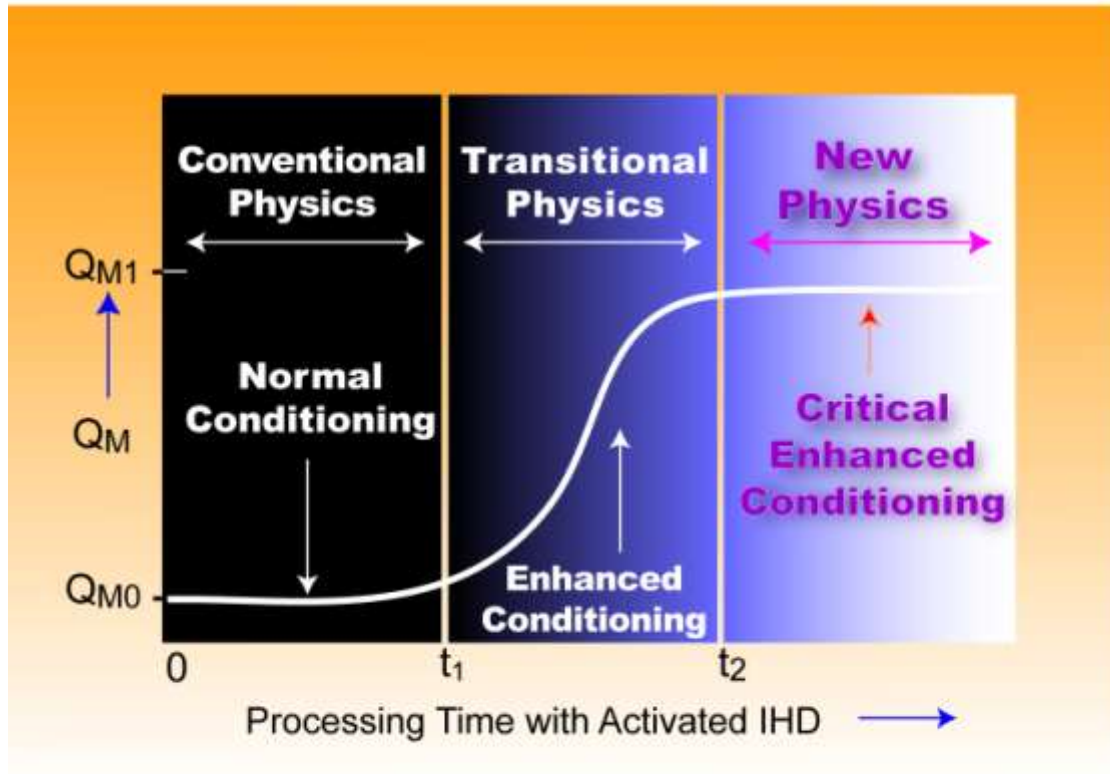 Conventional
Physics
Transitional
Physics
New
Physics
QM1
Normal
Conditioning
QM
Critical
Enhanced
Conditioning
QM0
Enhanced
Conditioning
0
t1
t2
Processing Time with Activated IHD